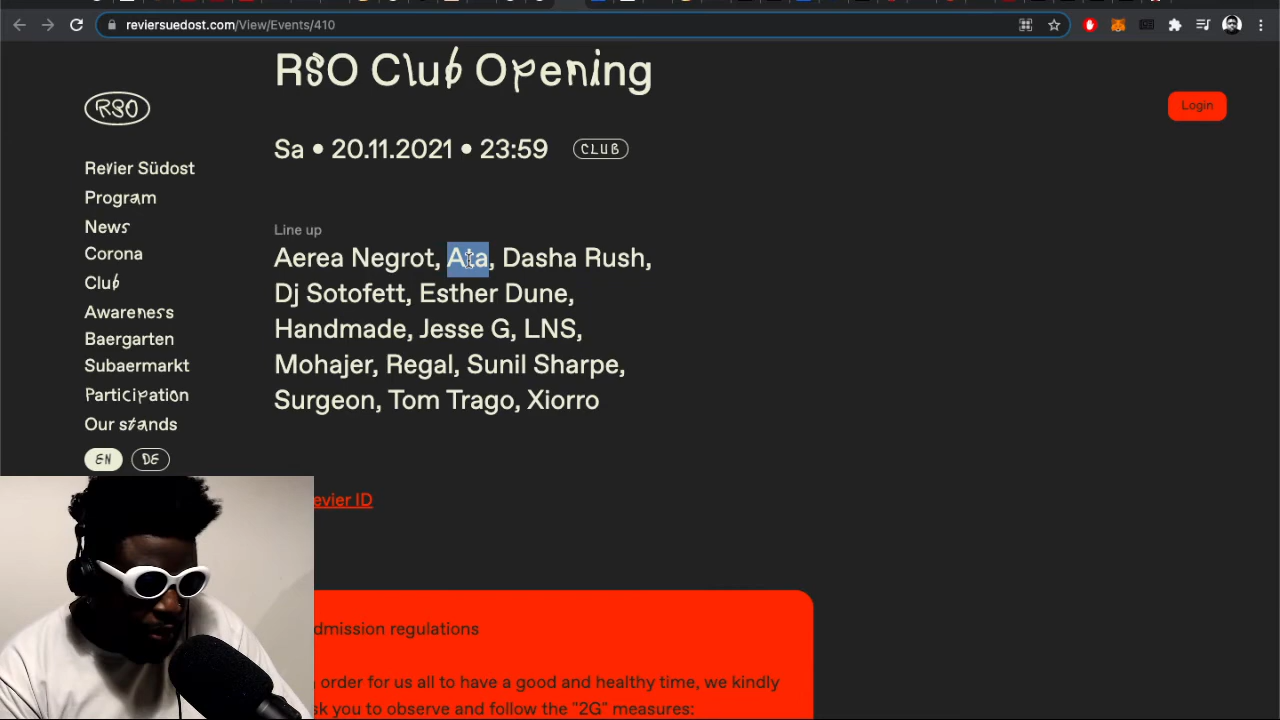 reviersuedost.com/View/Events/410
RSO Club Opening
RSO
Login
Sa • 20.11.2021 • 23:59
CLUB
Revier Südost
Program
News
Corona
Club
Awareness
Baergarten
Subaermarkt
Participation
Our stands
EN DE
Line up
Aerea Negrot, Ata, Dasha Rush,
Dj Sotofett, Esther Dune,
Handmade, Jesse G, LNS,
Mohajer, Regal, Sunil Sharpe,
Surgeon, Tom Trago, Xiorro
evier ID
dmission regulations
order for us all to have a good and healthy time, we kindly
sk you to observe and follow the "2G" measures: